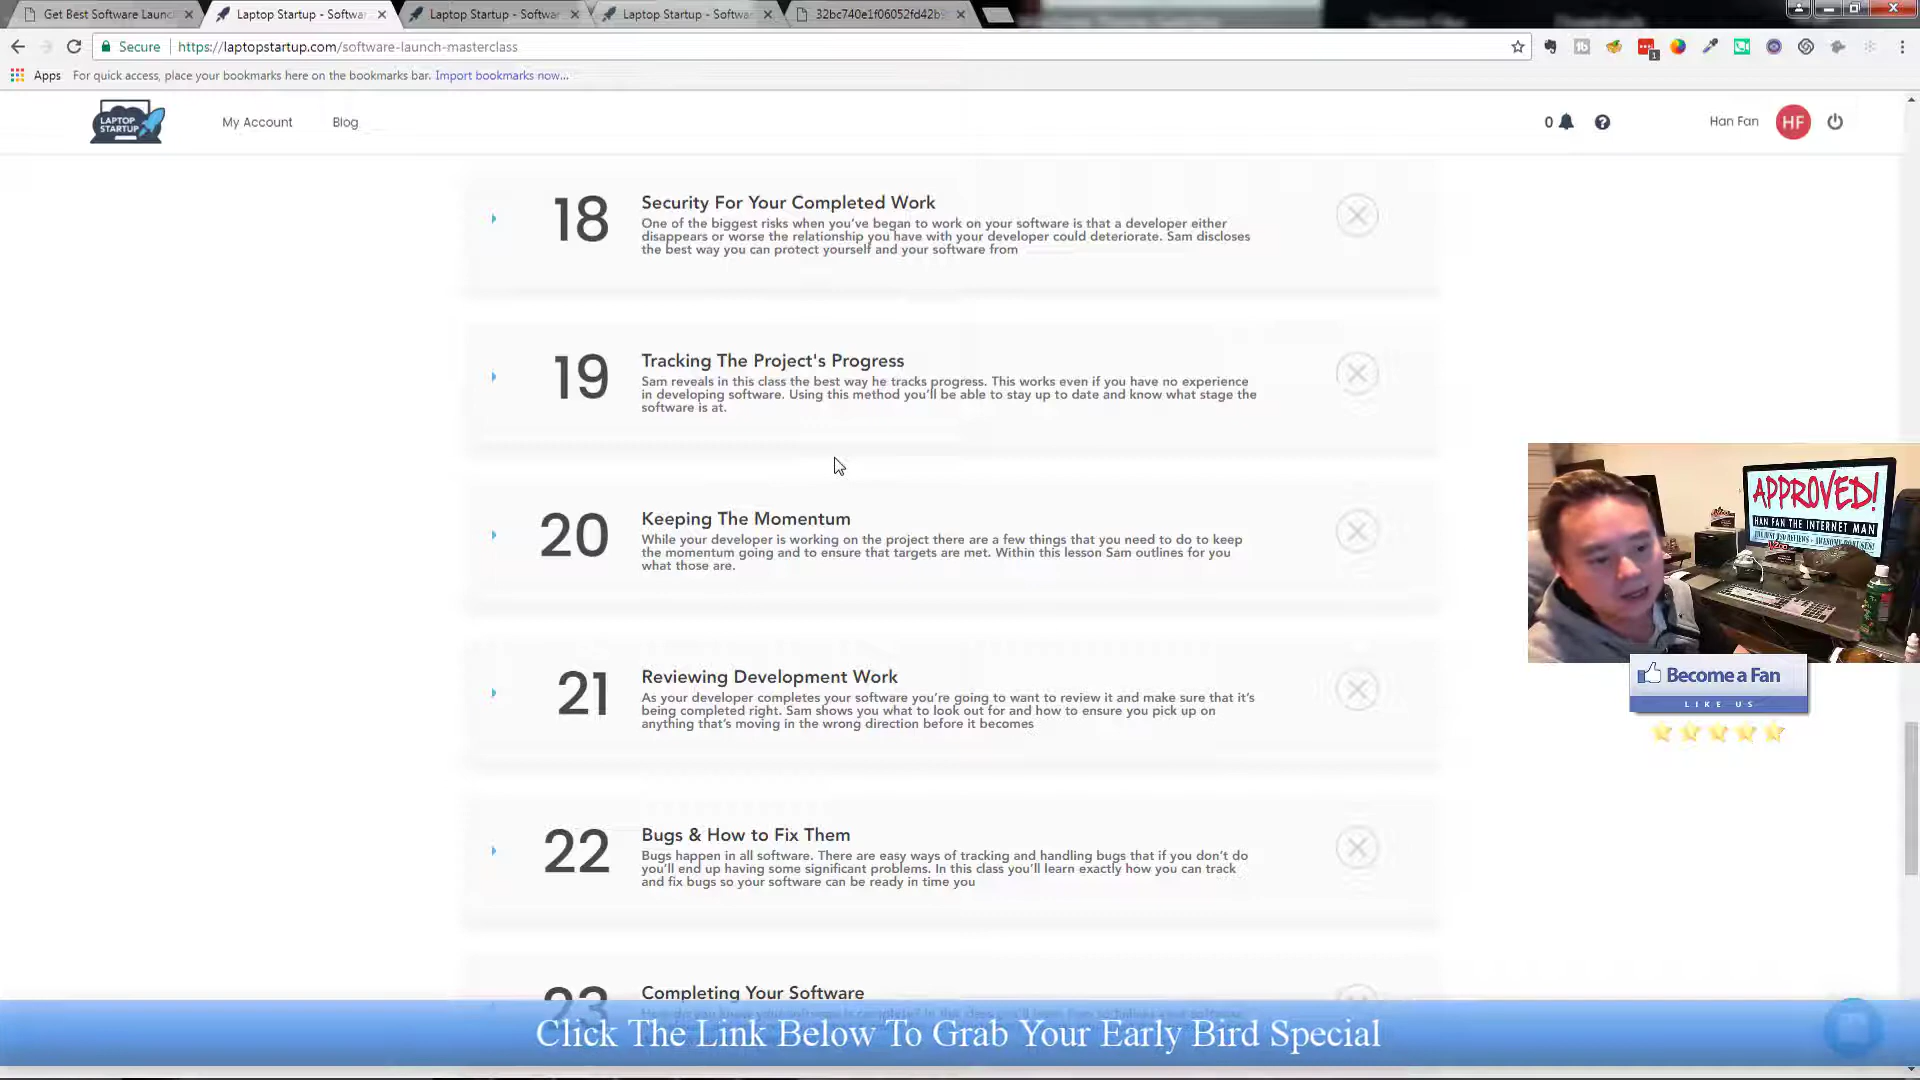 Get Best Software Launc
Laptop Startup - Softwa
Laptop Startup - Softwar
Laptop Startup - Softwar
32bc740e1f06052fd42b
Secure
https://laptopstartup.com/software-launch-masterclass
1
Apps
For quick access, place your bookmarks here on the bookmarks bar. Import bookmarks now...
LAPTOP
STARTUP
My Account
Blog
0
Han Fan
HF
18
Security For Your Completed Work
One of the biggest risks when you've began to work on your software is that a developer either
disappears or worse the relationship you have with your developer could deteriorate. Sam discloses
the best way you can protect yourself and your software from
19
Tracking The Project's Progress
Sam reveals in this class the best way he tracks progress. This works even if you have no experience
in developing software. Using this method you'll be able to stay up to date and know what stage the
software is at.
20
Keeping The Momentum
While your developer is working on the project there are a few things that you need to do to keep
the momentum going and to ensure that targets are met. Within this lesson Sam outlines for you
what those are.
APPROVED!
HAN FAN THE INTERNET MAN
Become a Fan
LIKE US
21
Reviewing Development Work
As your developer completes your software you're going to want to review it and make sure that it's
being completed right. Sam shows you what to look out for and how to ensure you pick up on
anything that's moving in the wrong direction before it becomes
22
Bugs & How to Fix Them
Bugs happen in all software. There are easy ways of tracking and handling bugs that if you don't do
you'll end up having some significant problems. In this class you'll learn exactly how you can track
and fix bugs so your software can be ready in time you
23
Completing Your Software
Click The Link Below To Grab Your Early Bird Special